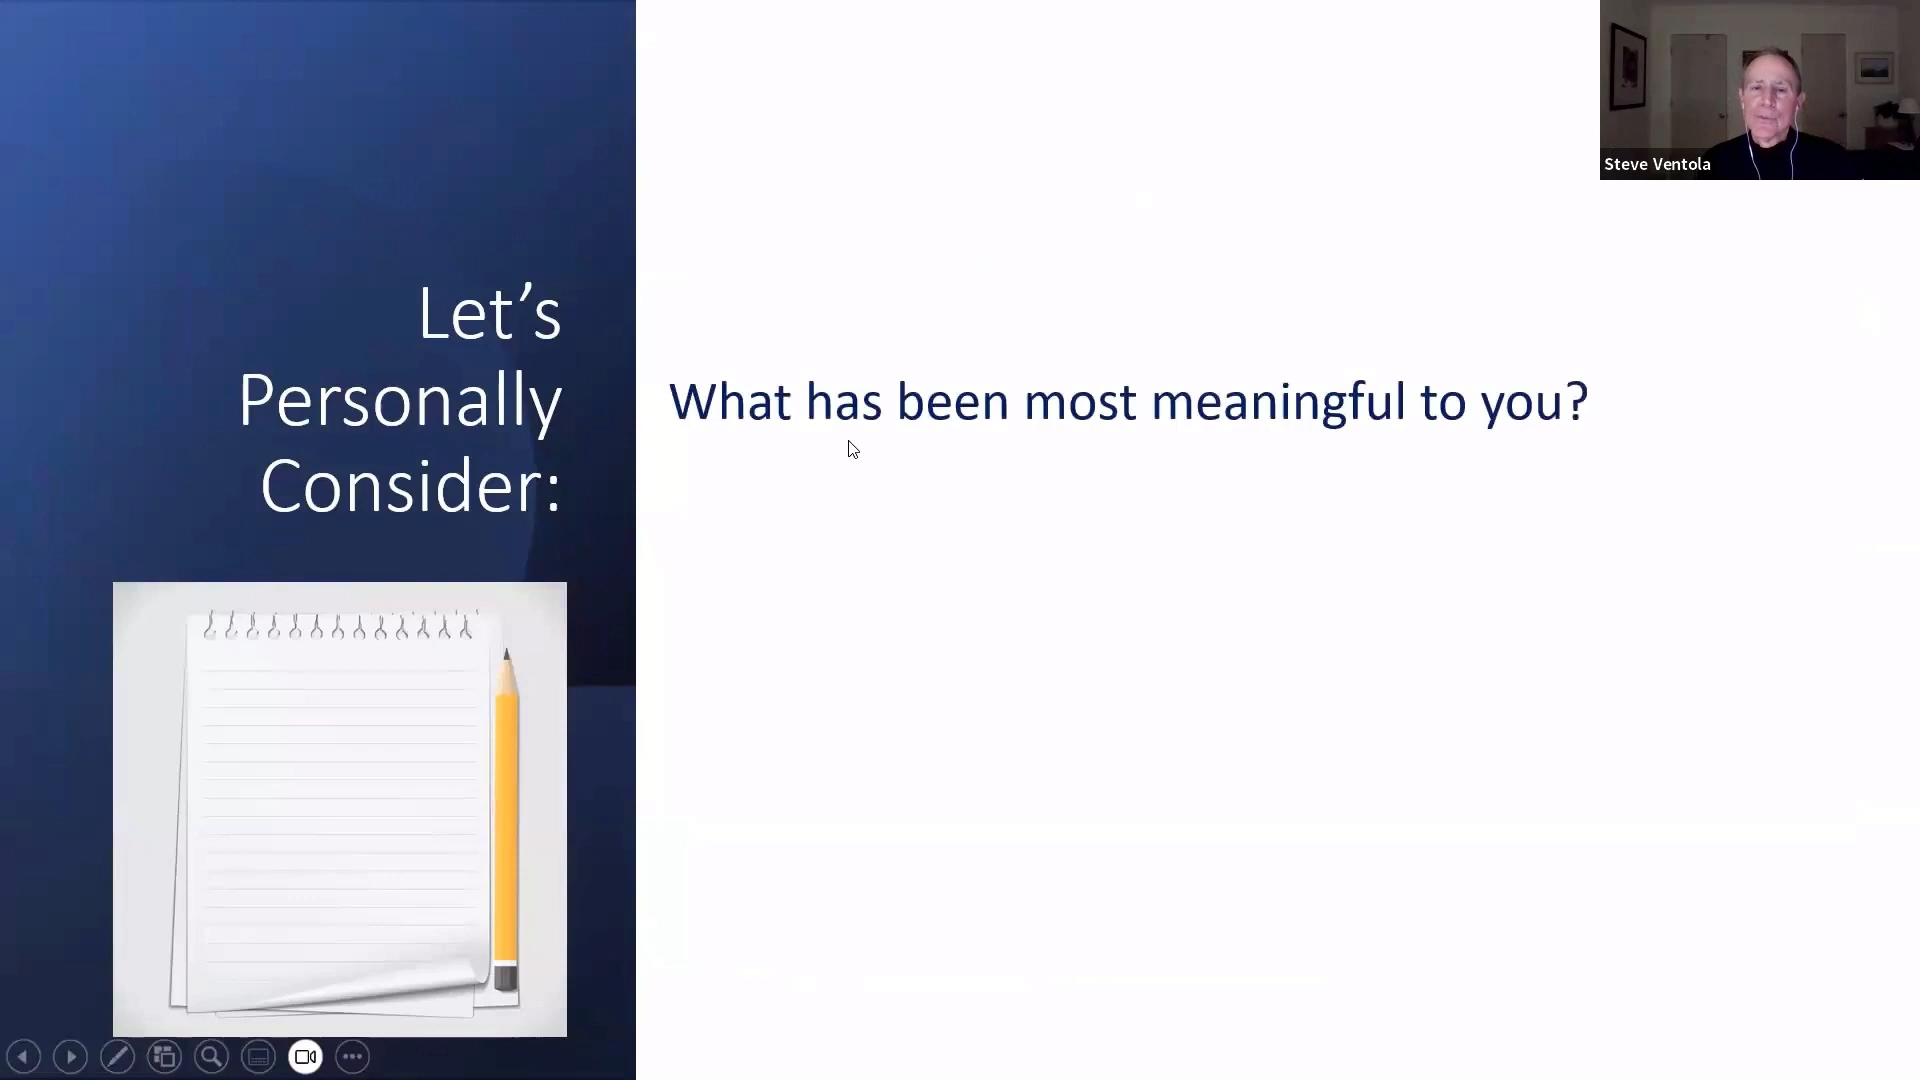 Let’s
Personally
Consider:
What has been most meaningful to you?
Steve Ventola